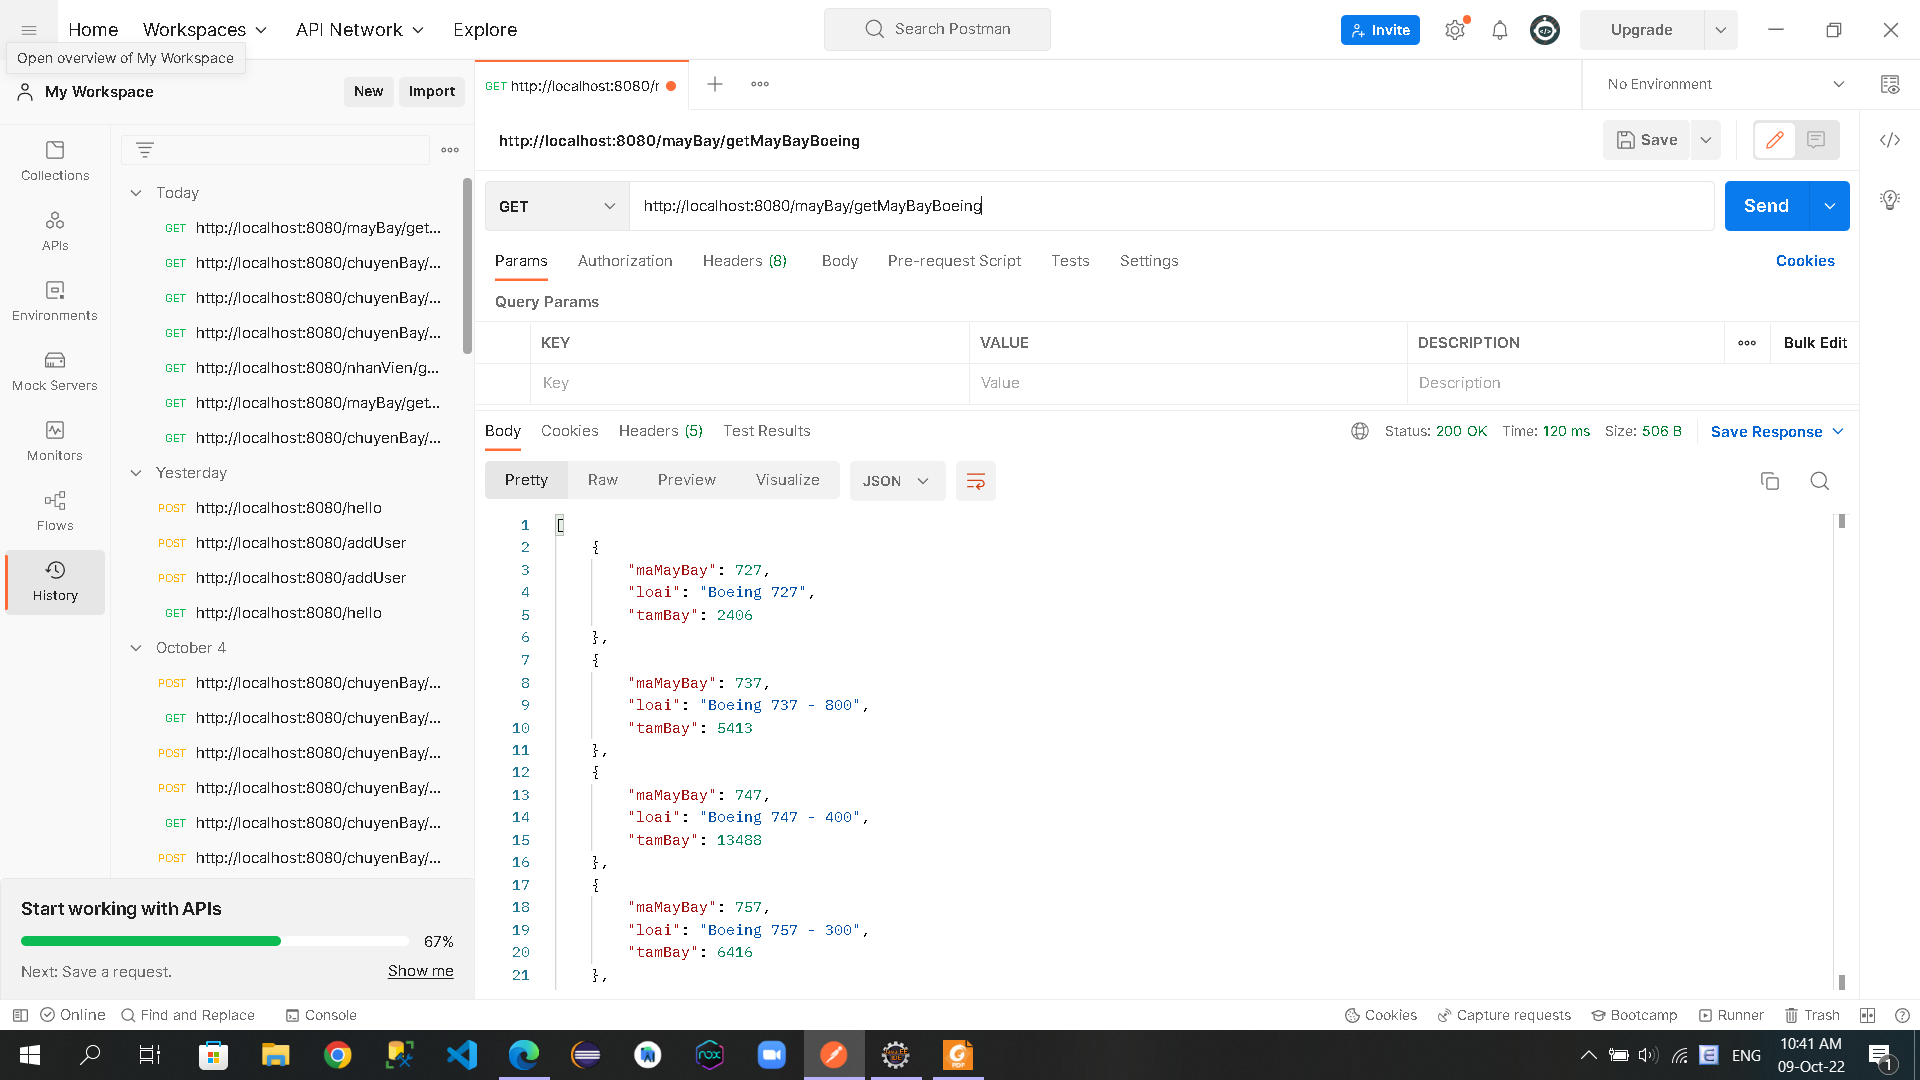 Home
Workspaces
API Network
Explore
Search Postman
Invite
Upgrade
Open overview of My Workspace
My Workspace
New
Import
GET http://localhost:8080/r
No Environment
http://localhost:8080/mayBay/getMayBayBoeing
Save
GET
http://localhost:8080/mayBay/getMayBayBoeing
Send
Params
Authorization
Headers (8)
Body
Pre-request Script
Tests
Settings
Cookies
Query Params
KEY
VALUE
DESCRIPTION
Bulk Edit
Key
Value
Description
Collections
APIs
Environments
Mock Servers
Monitors
Flows
History
Today
GET http://localhost:8080/mayBay/get...
GET http://localhost:8080/chuyenBay/...
GET http://localhost:8080/chuyenBay/...
GET http://localhost:8080/chuyenBay/...
GET http://localhost:8080/nhanVien/g...
GET http://localhost:8080/mayBay/get...
GET http://localhost:8080/chuyenBay/...
Yesterday
POST http://localhost:8080/hello
POST http://localhost:8080/addUser
POST http://localhost:8080/addUser
GET http://localhost:8080/hello
October 4
POST http://localhost:8080/chuyenBay/...
GET http://localhost:8080/chuyenBay/...
POST http://localhost:8080/chuyenBay/...
POST http://localhost:8080/chuyenBay/...
GET http://localhost:8080/chuyenBay/...
POST http://localhost:8080/chuyenBay/...
Start working with APIs
67%
Next: Save a request.
Show me
Body
Cookies
Headers (5)
Test Results
Status: 200 OK
Time: 120 ms
Size: 506 B
Save Response
Pretty
Raw
Preview
Visualize
JSON
1 [
2 {
3 "maMayBay": 727,
4 "loai": "Boeing 727",
5 "tamBay": 2406
6 },
7 {
8 "maMayBay": 737,
9 "loai": "Boeing 737 - 800",
10 "tamBay": 5413
11 },
12 {
13 "maMayBay": 747,
14 "loai": "Boeing 747 - 400",
15 "tamBay": 13488
16 },
17 {
18 "maMayBay": 757,
19 "loai": "Boeing 757 - 300",
20 "tamBay": 6416
21 },
Online
Find and Replace
Console
Cookies
Capture requests
Bootcamp
Runner
Trash
nox
PDF
ENG
10:41 AM
09-Oct-22
1